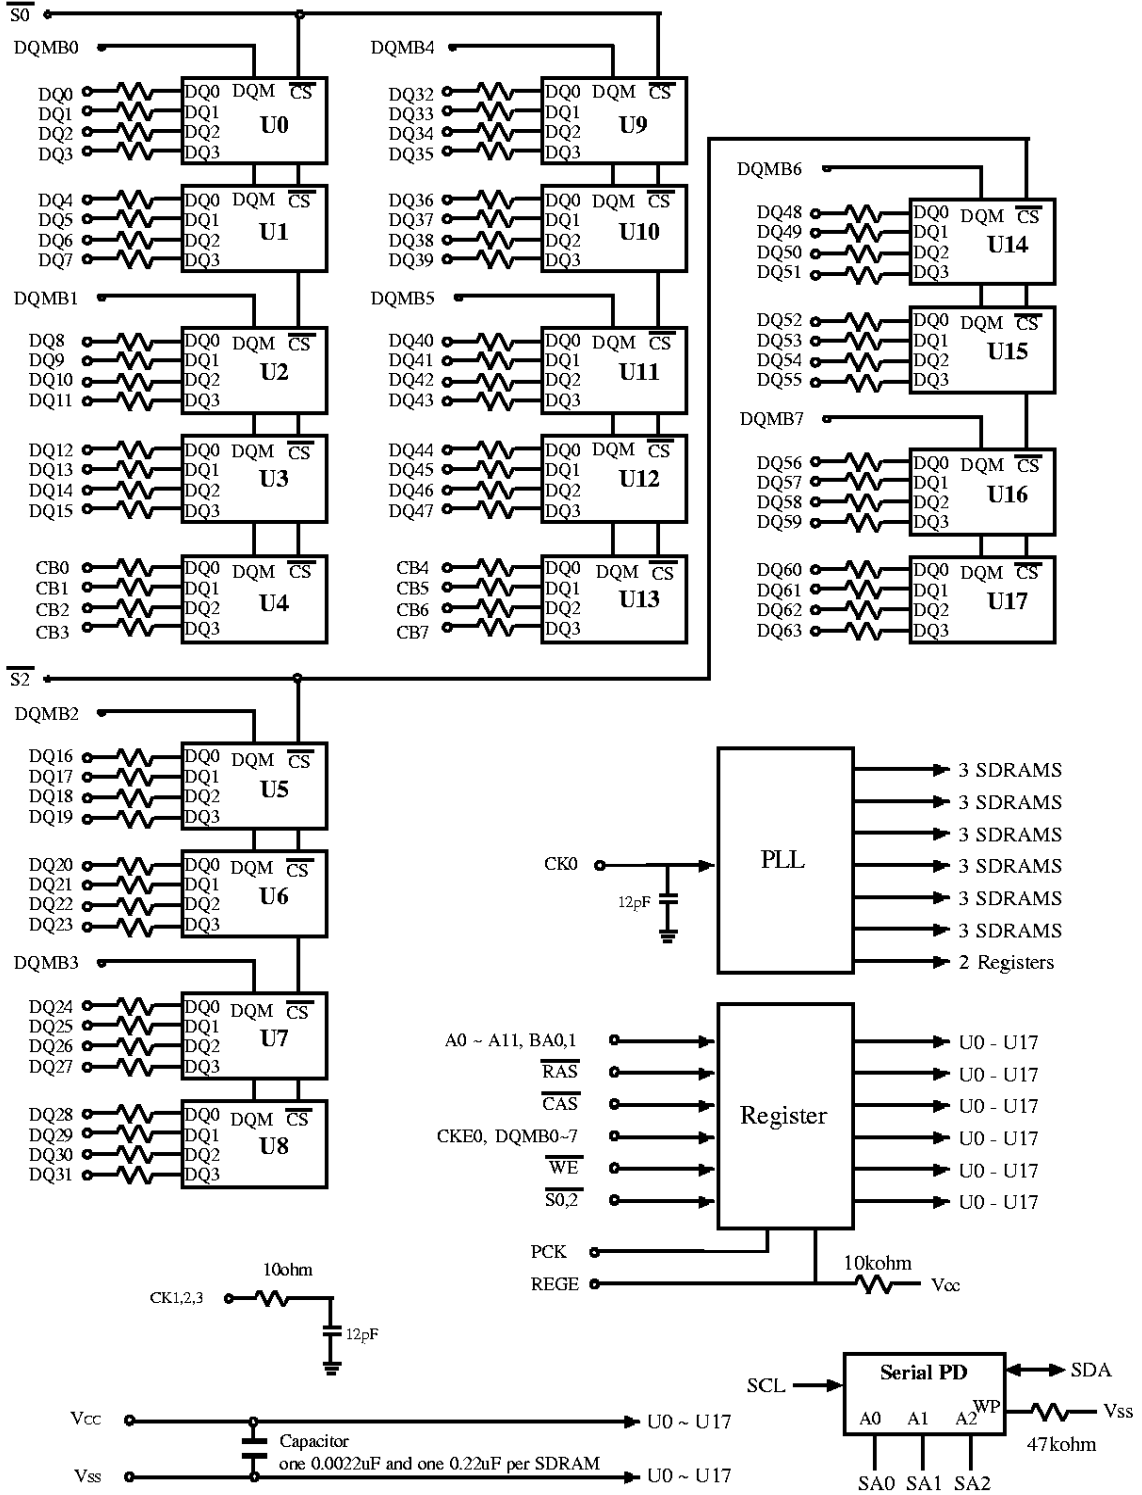 S0
DQMB0
DQ0 DQ0 DQM CS
DQ1 DQ1 U0
DQ2 DQ2
DQ3 DQ3
DQ4 DQ0 DQM CS
DQ5 DQ1 U1
DQ6 DQ2
DQ7 DQ3
DQMB1
DQ8 DQ0 DQM CS
DQ9 DQ1 U2
DQ10 DQ2
DQ11 DQ3
DQ12 DQ0 DQM CS
DQ13 DQ1 U3
DQ14 DQ2
DQ15 DQ3
CB0 DQ0 DQM CS
CB1 DQ1 U4
CB2 DQ2
CB3 DQ3
DQMB4
DQ32 DQ0 DQM CS
DQ33 DQ1 U9
DQ34 DQ2
DQ35 DQ3
DQ36 DQ0 DQM CS
DQ37 DQ1 U10
DQ38 DQ2
DQ39 DQ3
DQMB5
DQ40 DQ0 DQM CS
DQ41 DQ1 U11
DQ42 DQ2
DQ43 DQ3
DQ44 DQ0 DQM CS
DQ45 DQ1 U12
DQ46 DQ2
DQ47 DQ3
CB4 DQ0 DQM CS
CB5 DQ1 U13
CB6 DQ2
CB7 DQ3
DQMB6
DQ48 DQ0 DQM CS
DQ49 DQ1 U14
DQ50 DQ2
DQ51 DQ3
DQ52 DQ0 DQM CS
DQ53 DQ1 U15
DQ54 DQ2
DQ55 DQ3
DQMB7
DQ56 DQ0 DQM CS
DQ57 DQ1 U16
DQ58 DQ2
DQ59 DQ3
DQ60 DQ0 DQM CS
DQ61 DQ1 U17
DQ62 DQ2
DQ63 DQ3
S2
DQMB2
DQ16 DQ0 DQM CS
DQ17 DQ1 U5
DQ18 DQ2
DQ19 DQ3
DQ20 DQ0 DQM CS
DQ21 DQ1 U6
DQ22 DQ2
DQ23 DQ3
DQMB3
DQ24 DQ0 DQM CS
DQ25 DQ1 U7
DQ26 DQ2
DQ27 DQ3
DQ28 DQ0 DQM CS
DQ29 DQ1 U8
DQ30 DQ2
DQ31 DQ3
3 SDRAMS
3 SDRAMS
3 SDRAMS
CK0 PLL 3 SDRAMS
12pF 3 SDRAMS
3 SDRAMS
2 Registers
A0 ~ A11, BA0,1 U0 - U17
RAS U0 - U17
CAS Register U0 - U17
CKE0, DQMB0~7 U0 - U17
WE U0 - U17
S0,2 U0 - U17
PCK
REGE 10kohm Vcc
10ohm
CK1,2,3
12pF
Serial PD
SCL SDA
WP Vss
A0 A1 A2
47kohm
SA0 SA1 SA2
Vcc U0 ~ U17
Capacitor
one 0.0022uF and one 0.22uF per SDRAM
Vss U0 ~ U17